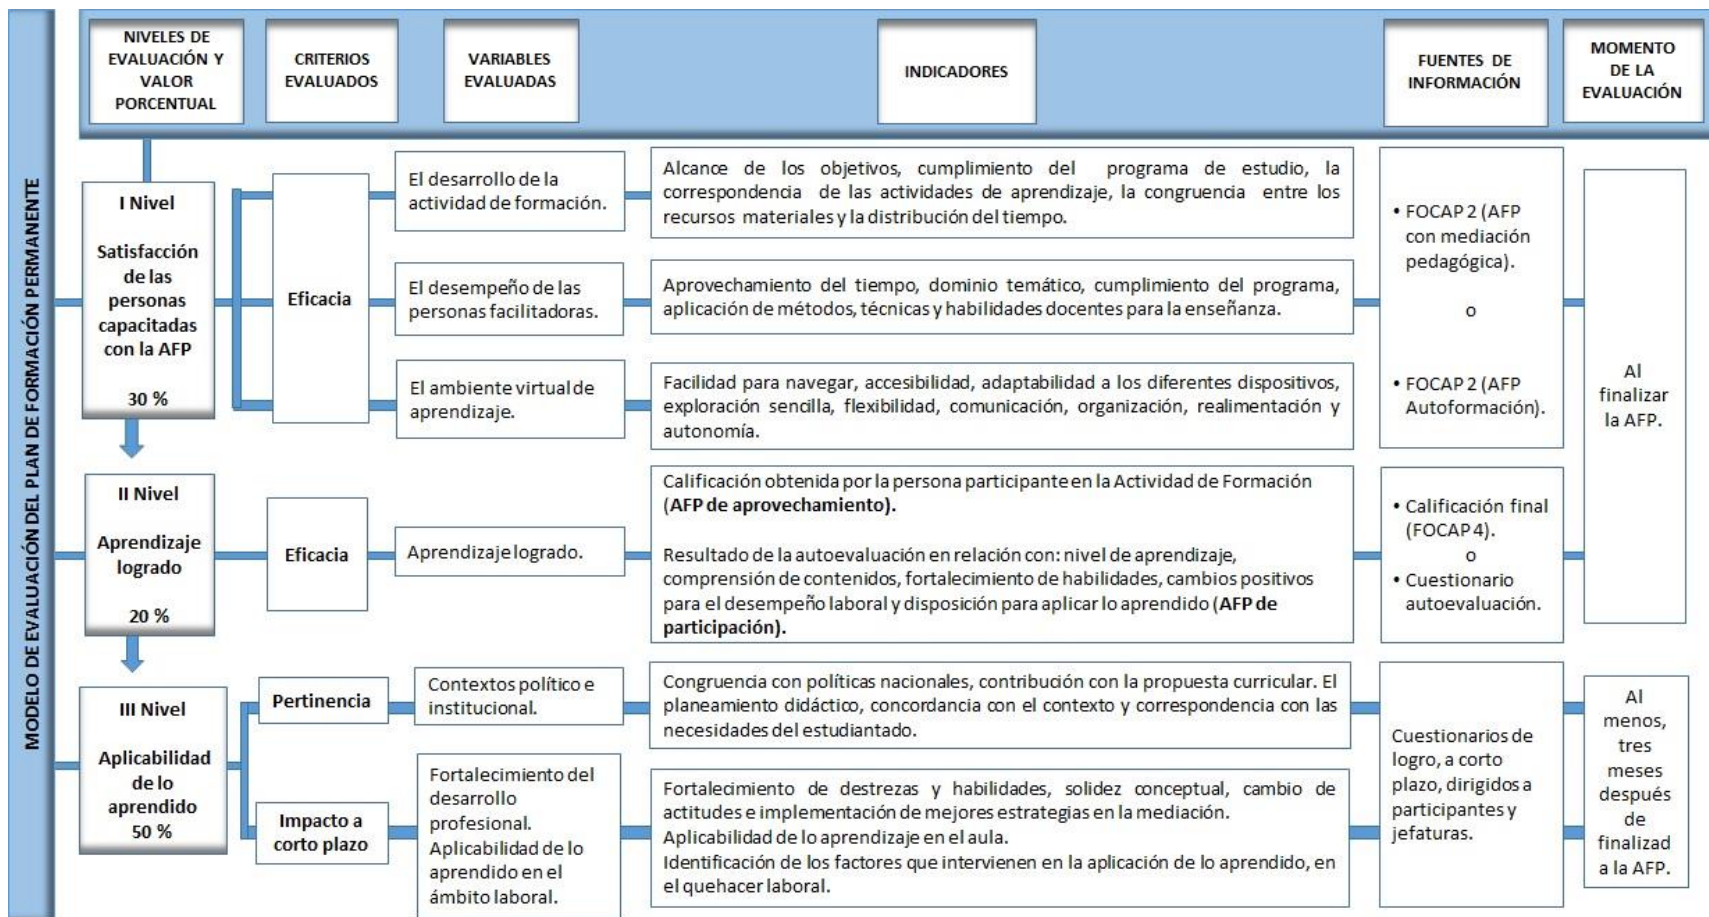 MODELO DE EVALUACIÓN DEL PLAN DE FORMACIÓN PERMANENTE
NIVELES DE
EVALUACIÓN Y
VALOR
PORCENTUAL
CRITERIOS
EVALUADOS
VARIABLES
EVALUADAS
INDICADORES
FUENTES DE
INFORMACIÓN
MOMENTO
DE LA
EVALUACIÓN
I Nivel
Satisfacción
de las
personas
capacitadas
con la AFP
30 %
Eficacia
El desarrollo de la
actividad de formación.
Alcance de los objetivos, cumplimiento del programa de estudio, la
correspondencia de las actividades de aprendizaje, la congruencia entre los
recursos materiales y la distribución del tiempo.
El desempeño de las
personas facilitadoras.
Aprovechamiento del tiempo, dominio temático, cumplimiento del programa,
aplicación de métodos, técnicas y habilidades docentes para la enseñanza.
El ambiente virtual de
aprendizaje.
Facilidad para navegar, accesibilidad, adaptabilidad a los diferentes dispositivos,
exploración sencilla, flexibilidad, comunicación, organización, realimentación y
autonomía.
• FOCAP 2 (AFP
con mediación
pedagógica).
o
• FOCAP 2 (AFP
Autoformación).
Al
finalizar
la AFP.
II Nivel
Aprendizaje
logrado
20 %
Eficacia
Aprendizaje logrado.
Calificación obtenida por la persona participante en la Actividad de Formación
(AFP de aprovechamiento).
Resultado de la autoevaluación en relación con: nivel de aprendizaje,
comprensión de contenidos, fortalecimiento de habilidades, cambios positivos
para el desempeño laboral y disposición para aplicar lo aprendido (AFP de
participación).
• Calificación final
(FOCAP 4).
o
• Cuestionario
autoevaluación.
III Nivel
Aplicabilidad
de lo
aprendido
50 %
Pertinencia
Contextos político e
institucional.
Congruencia con políticas nacionales, contribución con la propuesta curricular. El
planeamiento didáctico, concordancia con el contexto y correspondencia con las
necesidades del estudiantado.
Impacto a
corto plazo
Fortalecimiento del
desarrollo
profesional.
Aplicabilidad de lo
aprendido en el
ámbito laboral.
Fortalecimiento de destrezas y habilidades, solidez conceptual, cambio de
actitudes e implementación de mejores estrategias en la mediación.
Aplicabilidad de lo aprendizaje en el aula.
Identificación de los factores que intervienen en la aplicación de lo aprendido, en
el quehacer laboral.
Cuestionarios de
logro, a corto
plazo, dirigidos a
participantes y
jefaturas.
Al
menos,
tres
meses
después
de
finalizad
a la AFP.